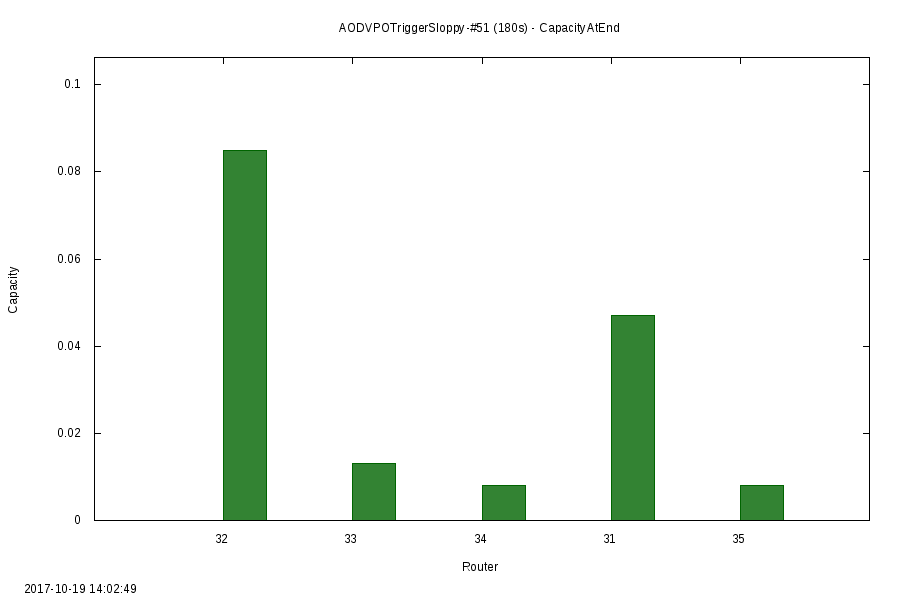 AODVPOTriggerSloppy-#51 (180s) - CapacityAtEnd
0.1
0.08
0.06
0.04
0.02
0
Capacity
32 33 34 31 35
Router
2017-10-19 14:02:49